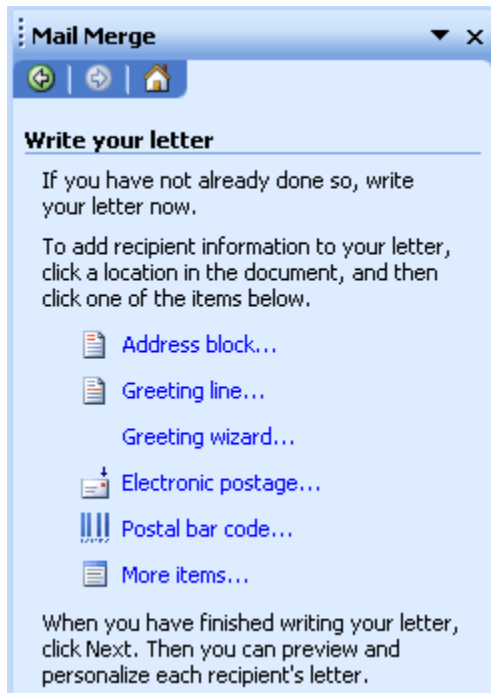 Mail Merge
Write your letter
If you have not already done so, write
your letter now.
To add recipient information to your letter,
click a location in the document, and then
click one of the items below.
Address block...
Greeting line...
Greeting wizard...
Electronic postage...
Postal bar code...
More items...
When you have finished writing your letter,
click Next. Then you can preview and
personalize each recipient's letter.